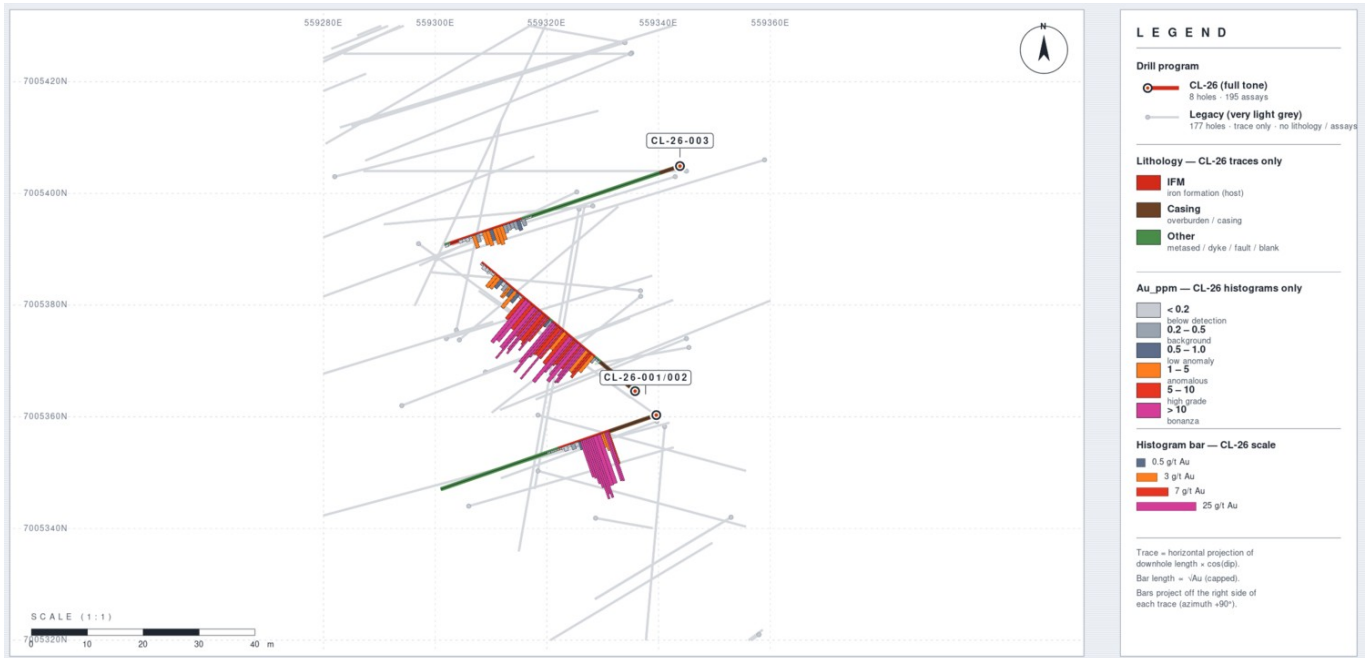 559280E 559300E 559320E 559340E 559360E
N
7005420N
CL-26-003
7005400N
7005380N
CL-26-001/002
7005360N
7005340N
SCALE (1:1)
7005320N
0 10 20 30 40 m
LEGEND
Drill program
CL-26 (full tone)
8 holes · 195 assays
Legacy (very light grey)
177 holes · trace only · no lithology / assays
Lithology — CL-26 traces only
IFM
iron formation (host)
Casing
overburden / casing
Other
metased / dyke / fault / blank
Au_ppm — CL-26 histograms only
< 0.2
below detection
0.2 – 0.5
background
0.5 – 1.0
low anomaly
1 – 5
anomalous
5 – 10
high grade
> 10
bonanza
Histogram bar — CL-26 scale
0.5 g/t Au
3 g/t Au
7 g/t Au
25 g/t Au
Trace = horizontal projection of
downhole length × cos(dip).
Bar length = √Au (capped).
Bars project off the right side of
each trace (azimuth +90°).